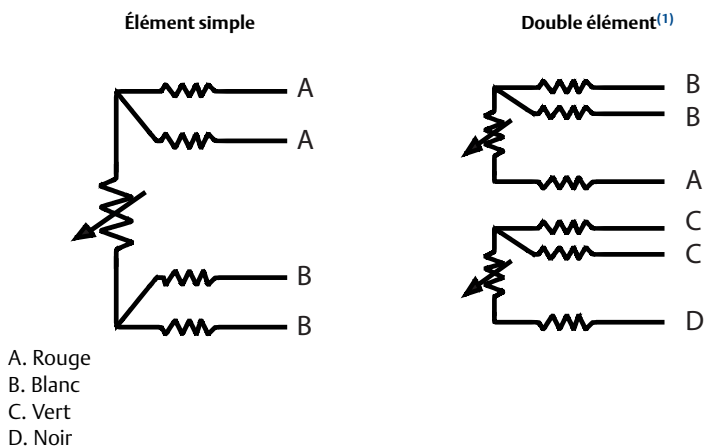 Élément simple
Double élément(1)
A
A
B
B
B
B
A
C
C
D
A. Rouge
B. Blanc
C. Vert
D. Noir